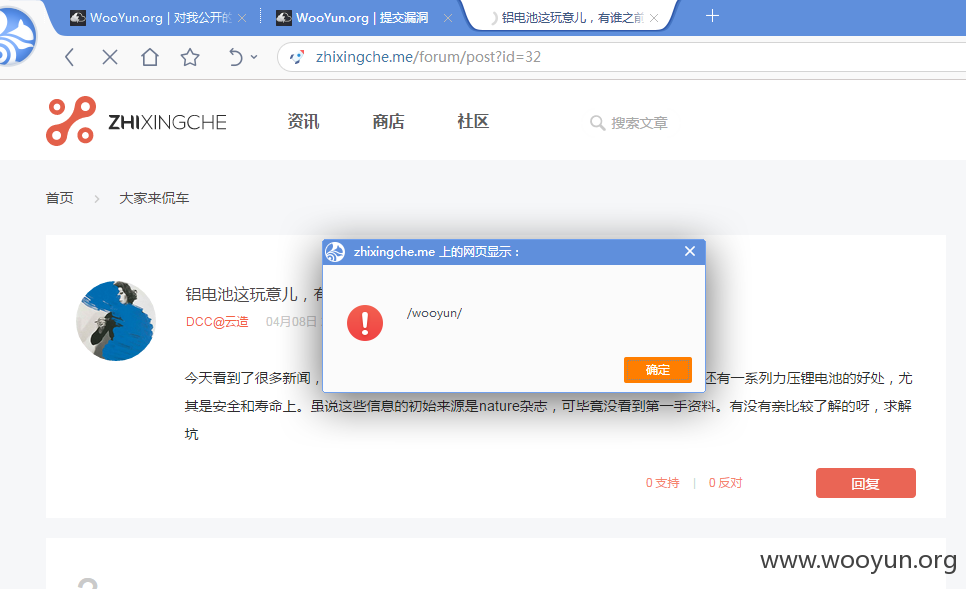 WooYun.org | 对我公开的
WooYun.org | 提交漏洞
铝电池这玩意儿，有谁之前
zhixingche.me/forum/post?id=32
ZHIXINGCHE
资讯
商店
社区
搜索文章
首页
大家来侃车
zhixingche.me 上的网页显示：
/wooyun/
确定
铝电池这玩意儿，有
DCC@云造
04月08日
今天看到了很多新闻，
还有一系列力压锂电池的好处，尤
其是安全和寿命上。虽说这些信息的初始来源是nature杂志，可毕竟没看到第一手资料。有没有亲比较了解的呀，求解
坑
0 支持 | 0 反对
回复
www.wooyun.org